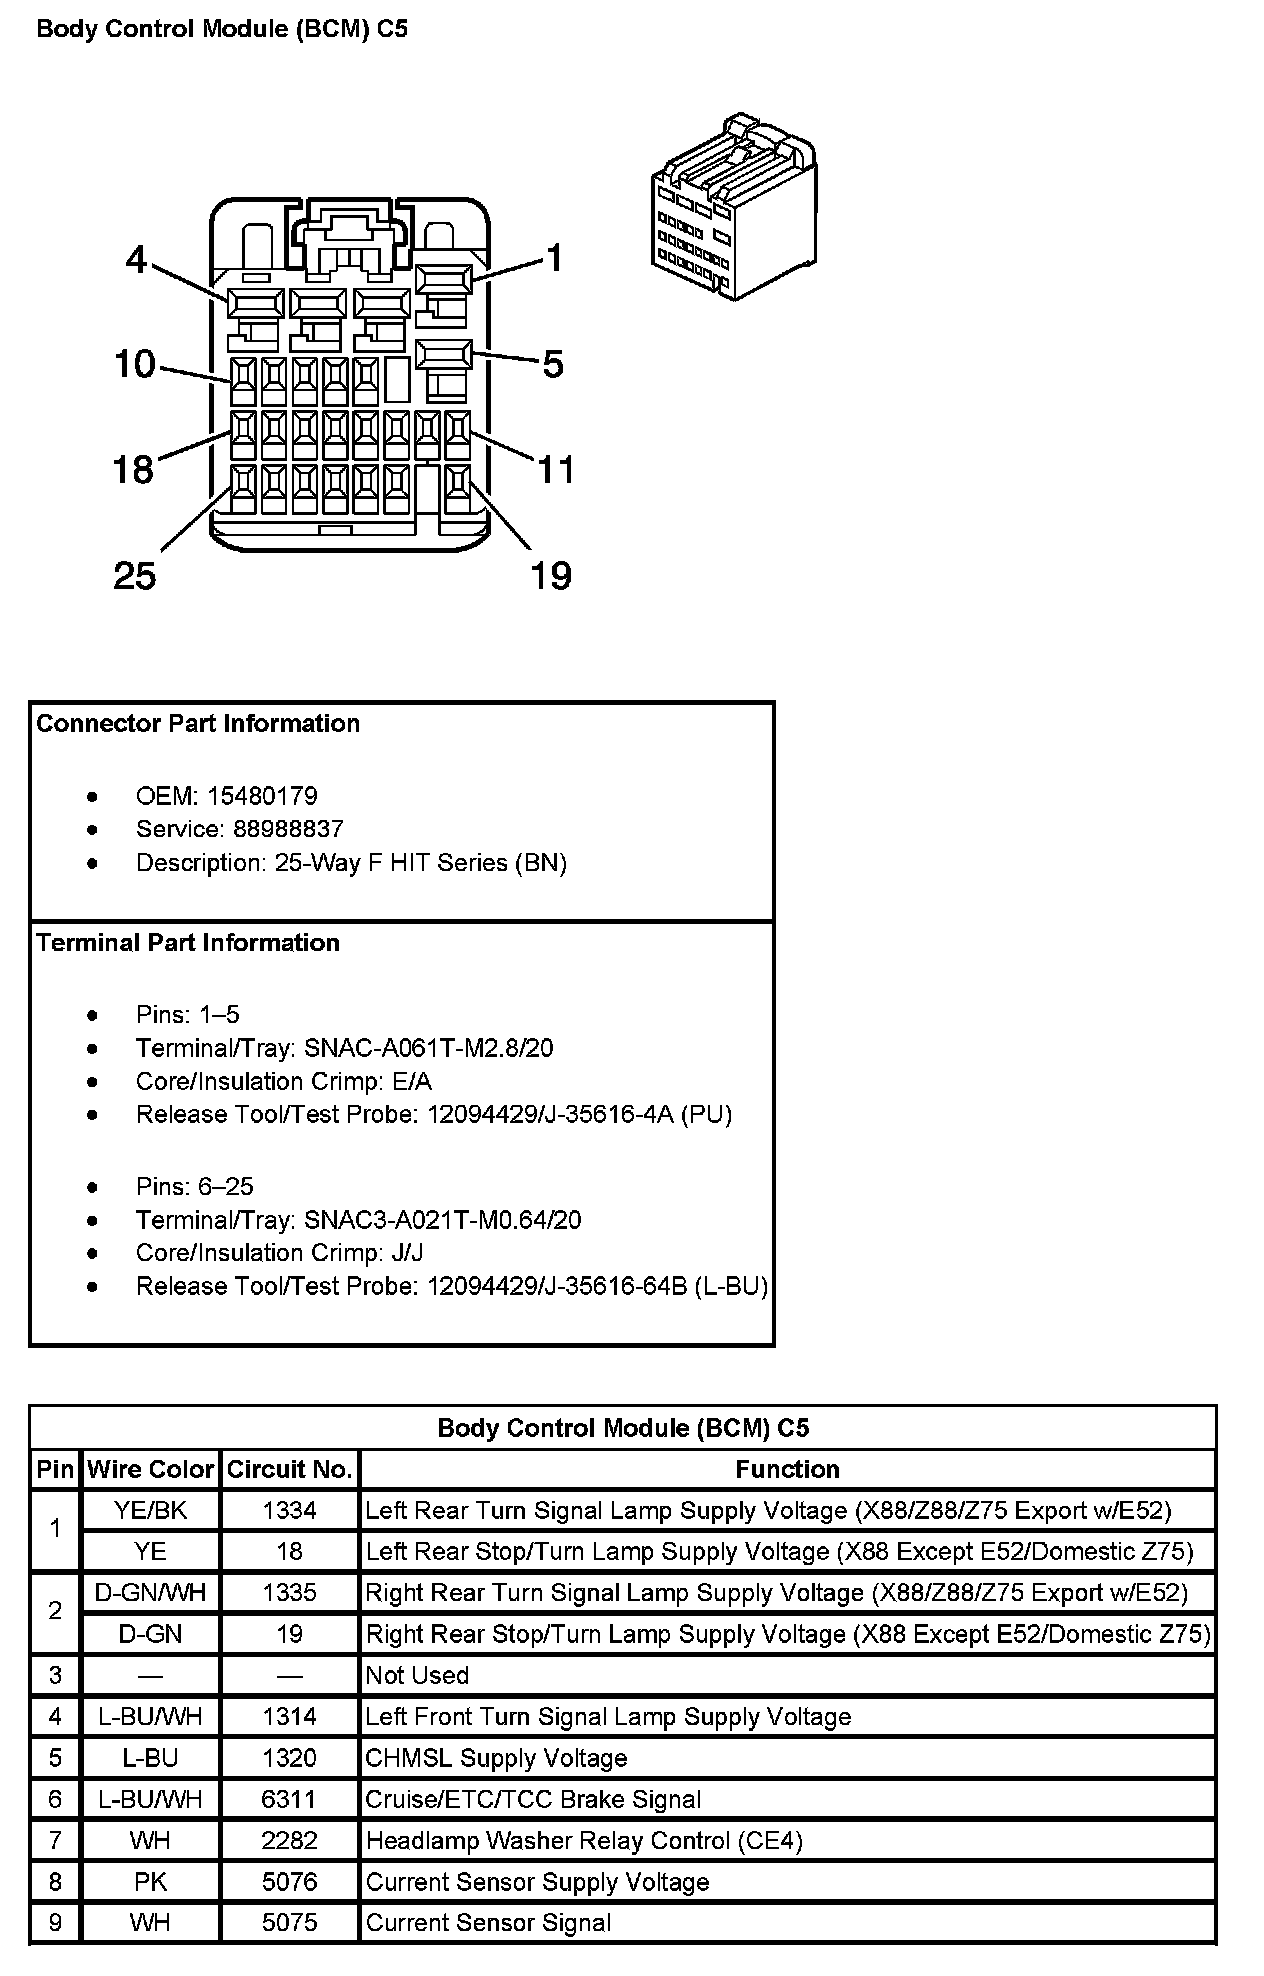 Body Control Module (BCM) C5
4
1
10
5
18
11
25
19
Connector Part Information
• OEM: 15480179
• Service: 88988837
• Description: 25-Way F HIT Series (BN)
Terminal Part Information
• Pins: 1–5
• Terminal/Tray: SNAC-A061T-M2.8/20
• Core/Insulation Crimp: E/A
• Release Tool/Test Probe: 12094429/J-35616-4A (PU)
• Pins: 6–25
• Terminal/Tray: SNAC3-A021T-M0.64/20
• Core/Insulation Crimp: J/J
• Release Tool/Test Probe: 12094429/J-35616-64B (L-BU)
Body Control Module (BCM) C5
Pin Wire Color Circuit No. Function
1 YE/BK 1334 Left Rear Turn Signal Lamp Supply Voltage (X88/Z88/Z75 Export w/E52)
YE 18 Left Rear Stop/Turn Lamp Supply Voltage (X88 Except E52/Domestic Z75)
2 D-GN/WH 1335 Right Rear Turn Signal Lamp Supply Voltage (X88/Z88/Z75 Export w/E52)
D-GN 19 Right Rear Stop/Turn Lamp Supply Voltage (X88 Except E52/Domestic Z75)
3 — — Not Used
4 L-BU/WH 1314 Left Front Turn Signal Lamp Supply Voltage
5 L-BU 1320 CHMSL Supply Voltage
6 L-BU/WH 6311 Cruise/ETC/TCC Brake Signal
7 WH 2282 Headlamp Washer Relay Control (CE4)
8 PK 5076 Current Sensor Supply Voltage
9 WH 5075 Current Sensor Signal